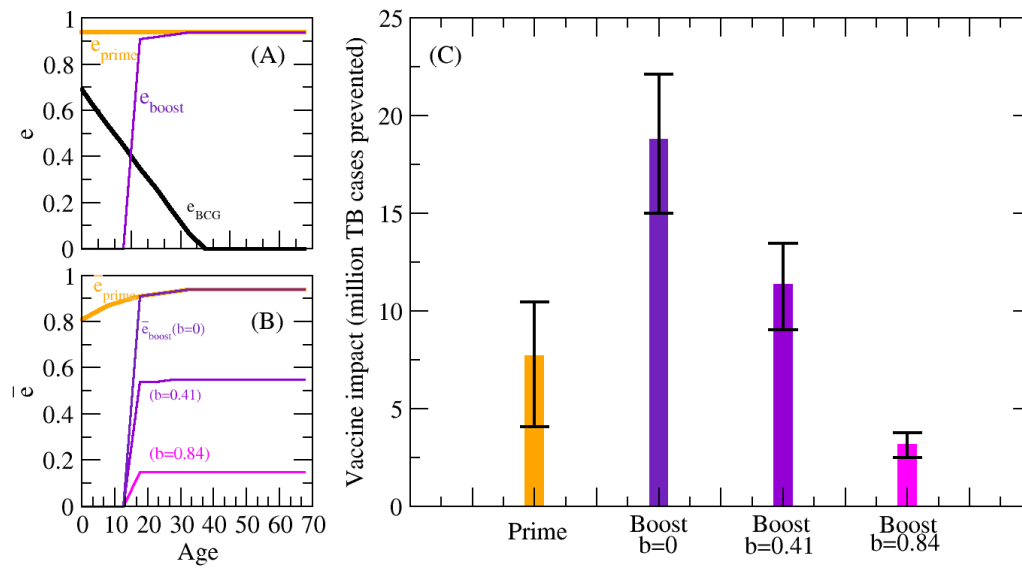 1
0.8
0.6
0.4
0.2
0
e
e_prime
(A)
e_boost
e_BCG
1
0.8
0.6
0.4
0.2
0
ē
ē_prime
(B)
ē_boost(b=0)
(b=0.41)
(b=0.84)
0 10 20 30 40 50 60 70
Age
25
20
15
10
5
0
Vaccine impact (million TB cases prevented)
(C)
Prime
Boost
b=0
Boost
b=0.41
Boost
b=0.84